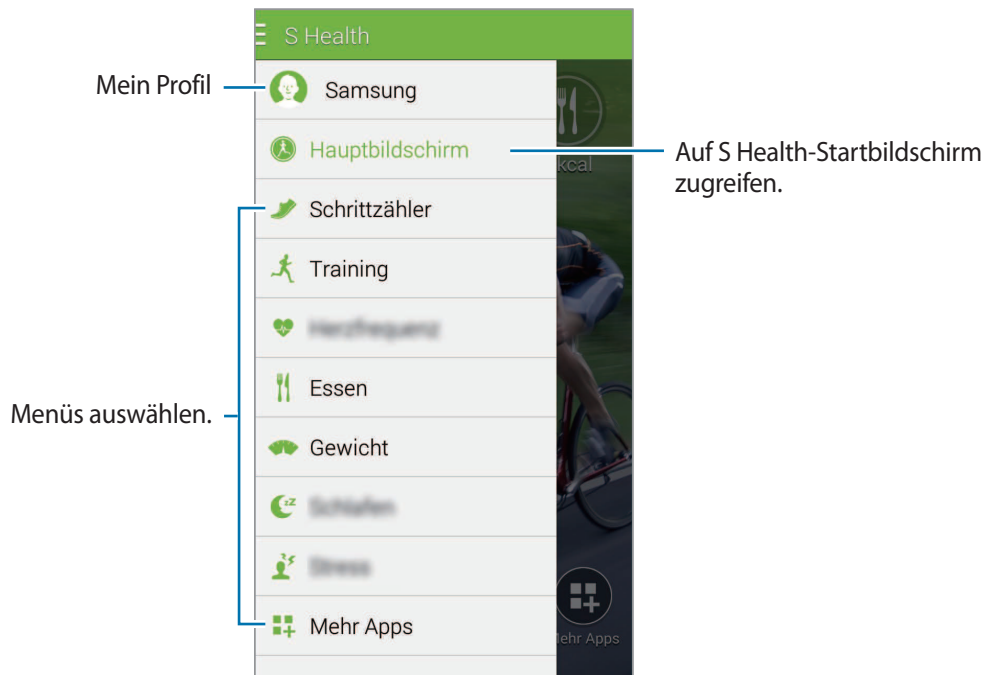 S Health
Mein Profil
Samsung
Hauptbildschirm
kcal
Auf S Health-Startbildschirm
zugreifen.
Schrittzähler
Training
Essen
Menüs auswählen.
Gewicht
Mehr Apps
Mehr Apps